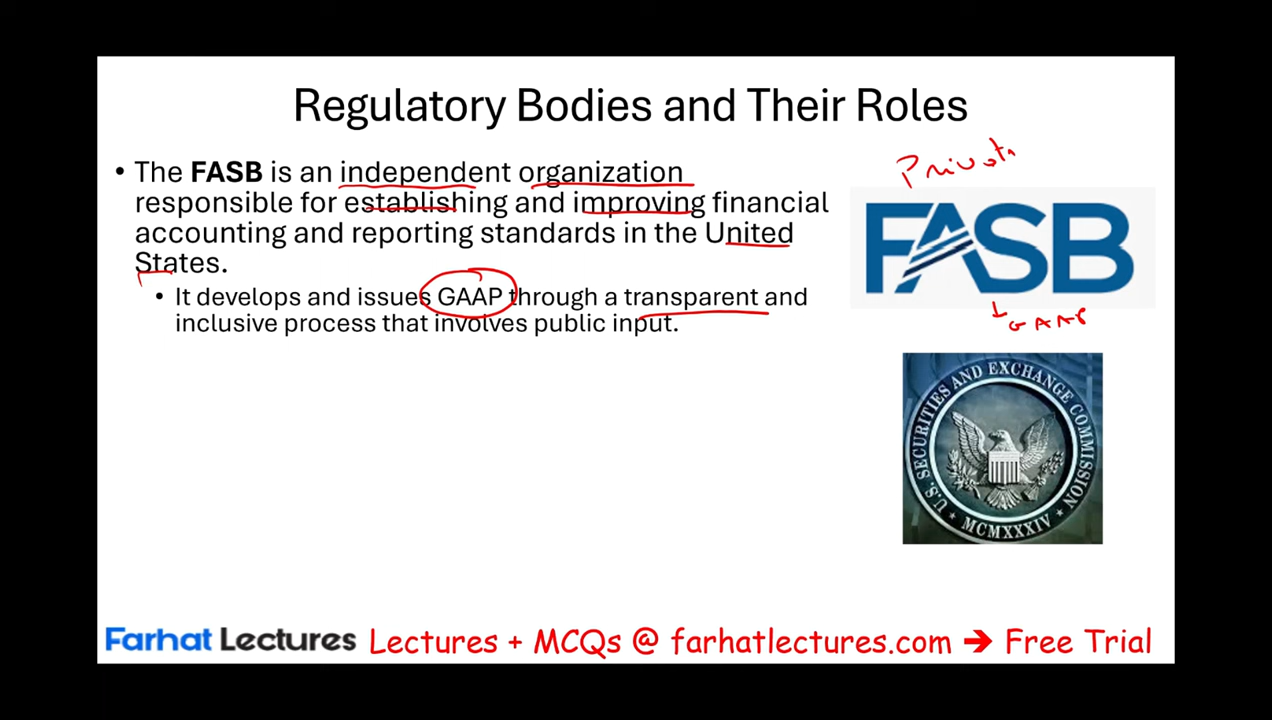 Regulatory Bodies and Their Roles
• The FASB is an independent organization
responsible for establishing and improving financial
accounting and reporting standards in the United
States.
• It develops and issues GAAP through a transparent and
inclusive process that involves public input.
Private
FASB
GAAP
U.S. SECURITIES AND EXCHANGE COMMISSION
MCMXXXIV
Farhat Lectures Lectures + MCQs @ farhatlectures.com → Free Trial